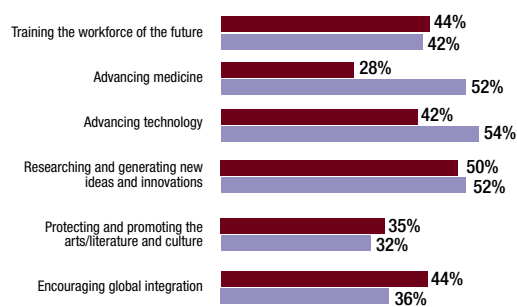 Training the workforce of the future
44%
42%
Advancing medicine
28%
52%
Advancing technology
42%
54%
Researching and generating new
ideas and innovations
50%
52%
Protecting and promoting the
arts/literature and culture
35%
32%
Encouraging global integration
44%
36%